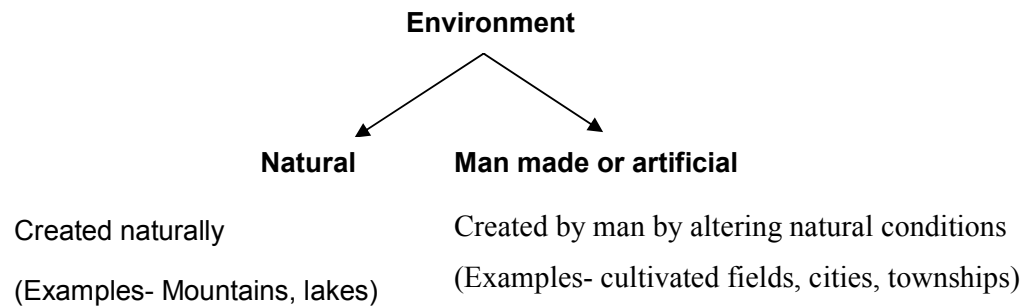 Environment
Natural
Man made or artificial
Created naturally
(Examples- Mountains, lakes)
Created by man by altering natural conditions
(Examples- cultivated fields, cities, townships)